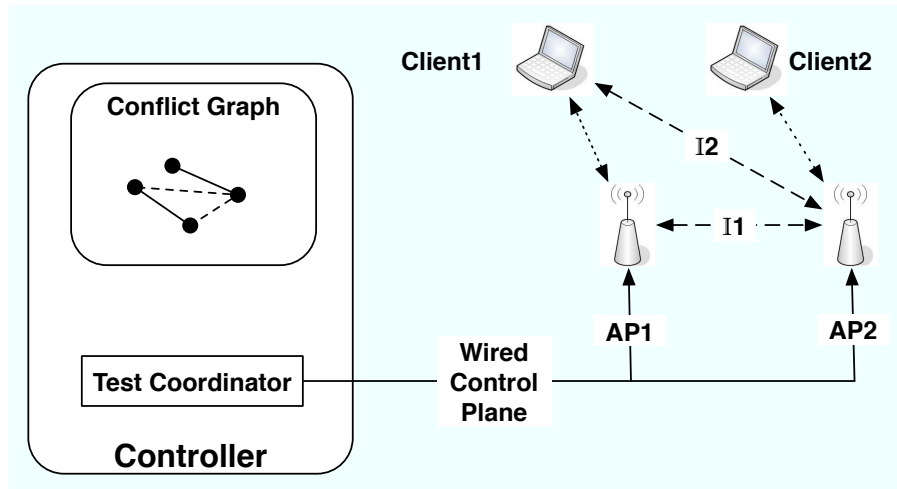 Client1
Client2
Conflict Graph
I2
I1
AP1
AP2
Wired
Control
Plane
Test Coordinator
Controller